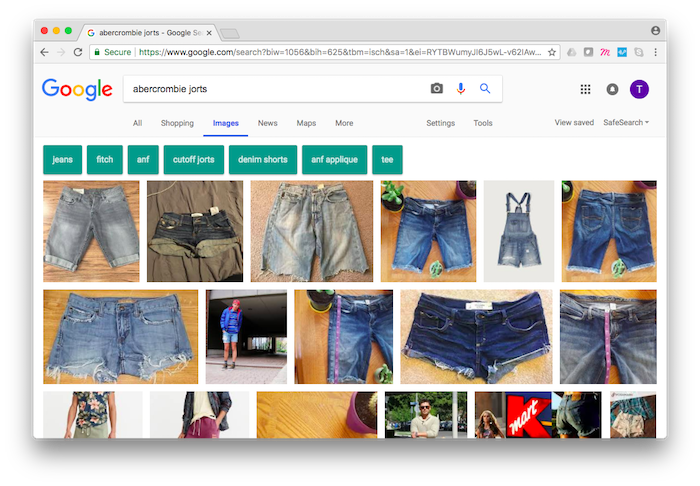 abercrombie jorts - Google Se
Secure https://www.google.com/search?biw=1056&bih=625&tbm=isch&sa=1&ei=RYTBWumyJI6J5wL-v62IAw...
Google
abercrombie jorts
T
All Shopping Images News Maps More Settings Tools View saved SafeSearch
jeans fitch anf cutoff jorts denim shorts anf applique tee
K
mart